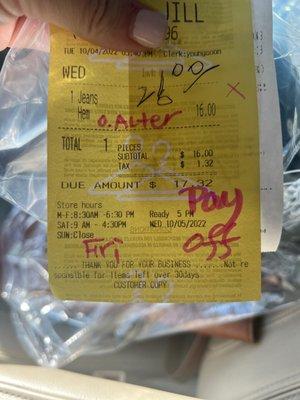 ILL
96
TUE 10/04/2022 03:40PM Clerk:youngsoon
WED
1 Jeans
Hem 16.00
O. Alter
TOTAL 1 PIECES
SUBTOTAL $ 16.00
TAX $ 1.32
DUE AMOUNT $ 17.32
Pay off
Store hours
M-F:8:30AM -6:30 PM Ready 5 PM
SAT:9 AM - 4:30PM WED,10/05/2022
SUN:Close
Fri
THANK YOU FOR YOUR BUSINESS ........Not re
sponsible for items left over 30days.
CUSTOMER COPY